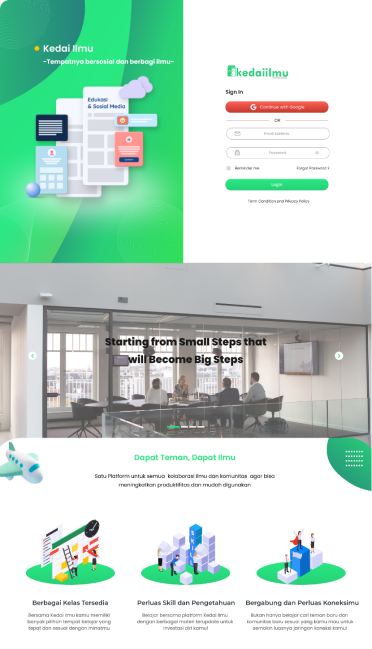 Kedai Ilmu
-Tempatnya bersosial dan berbagi ilmu-
Edukasi
& Sosial Media
kedaiilmu
Sign In
Continue with Google
OR
Email Address
Password
Remember me
Forgot Password ?
Login
Term Condition and Privacy Policy
Starting from Small Steps that
will Become Big Steps
Dapat Teman, Dapat Ilmu
Satu Platform untuk semua kolaborasi ilmu dan komunitas agar bisa
meningkatkan produktifitas dan mudah digunakan
Berbagai Kelas Tersedia
Bersama Kedai Ilmu kamu memiliki
banyak pilihan tempat belajar yang
tepat dan sesuai dengan minatmu
Perluas Skill dan Pengetahuan
Belajar bersama platform Kedai Ilmu
dengan berbagai materi terupdate untuk
investasi diri kamu!
Bergabung dan Perluas Koneksimu
Bukan hanya belajar cari teman baru dan
komunitas baru sesuai yang kamu mau untuk
semakin luasnya jaringan koneksi kamu!